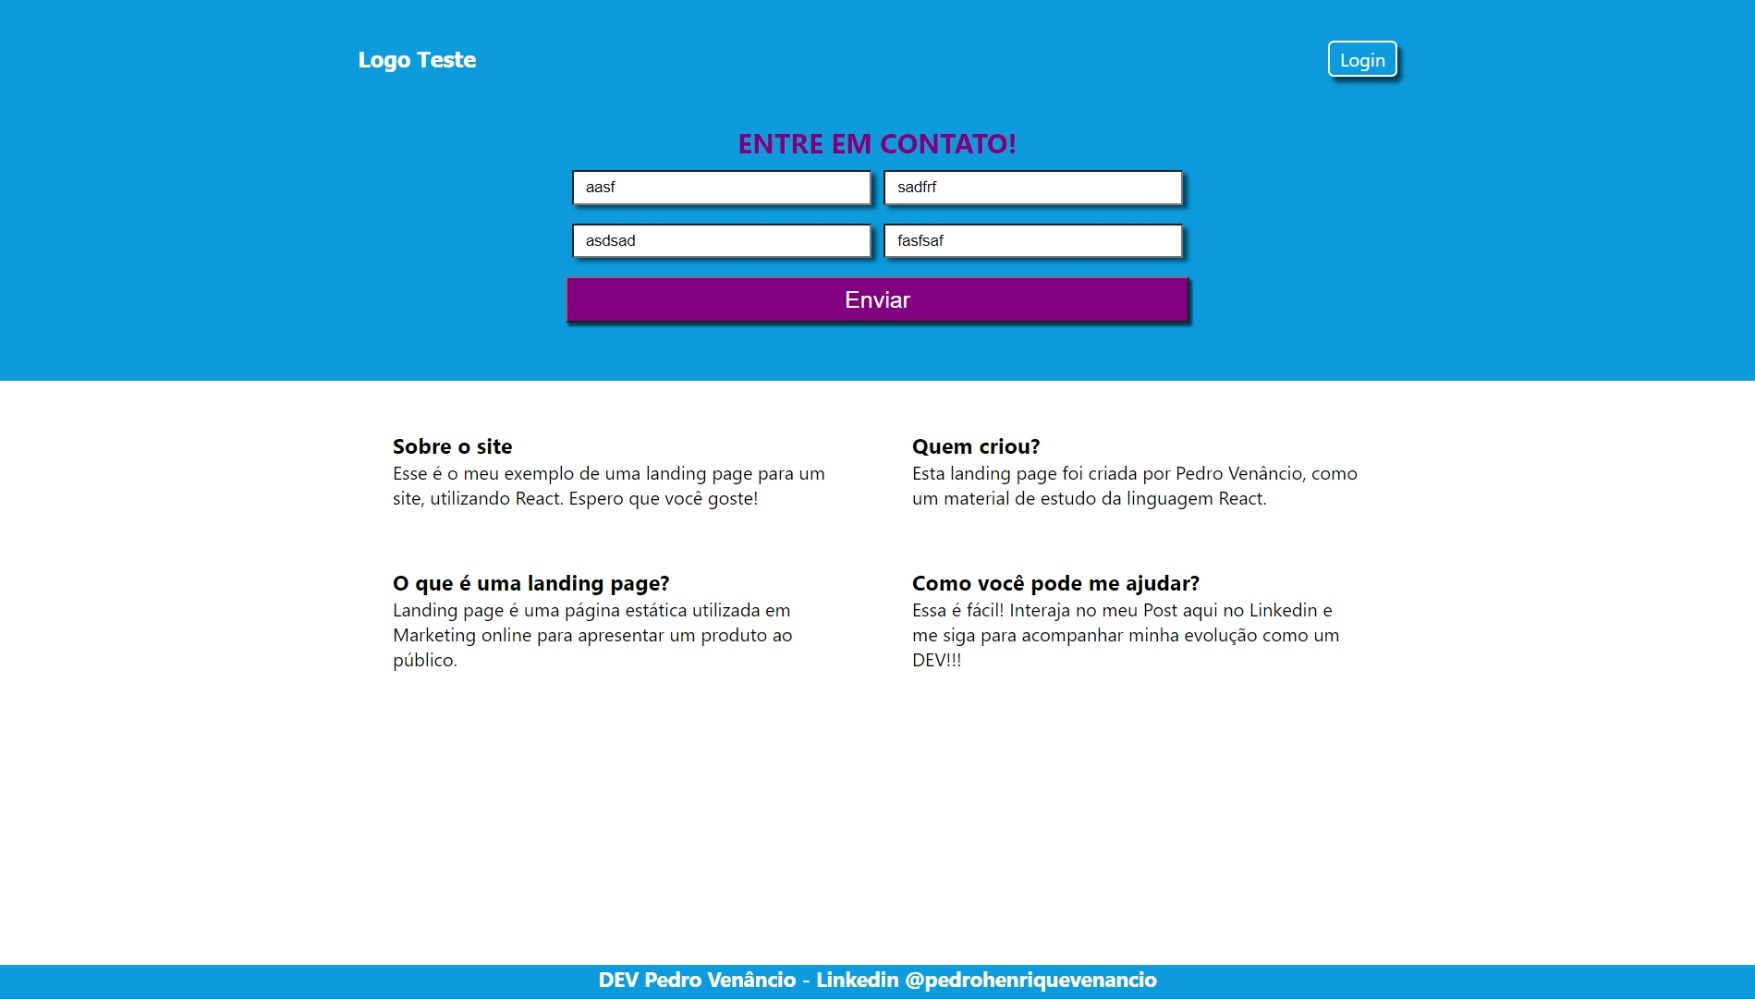 Logo Teste
Login
ENTRE EM CONTATO!
aasf
sadfrf
asdsad
fasfsaf
Enviar
Sobre o site
Esse é o meu exemplo de uma landing page para um
site, utilizando React. Espero que você goste!
Quem criou?
Esta landing page foi criada por Pedro Venâncio, como
um material de estudo da linguagem React.
O que é uma landing page?
Landing page é uma página estática utilizada em
Marketing online para apresentar um produto ao
público.
Como você pode me ajudar?
Essa é fácil! Interaja no meu Post aqui no Linkedin e
me siga para acompanhar minha evolução como um
DEV!!!
DEV Pedro Venâncio - Linkedin @pedrohenriquevenancio